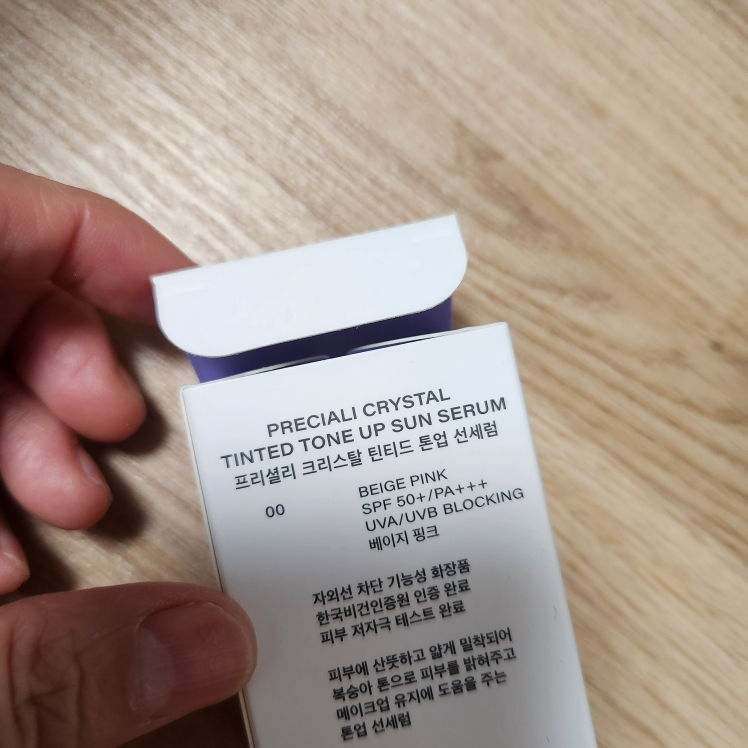 PRECIALI CRYSTAL
TINTED TONE UP SUN SERUM
프리셜리 크리스탈 틴티드 톤업 선세럼
00
BEIGE PINK
SPF 50+/PA+++
UVA/UVB BLOCKING
베이지 핑크
자외선 차단 기능성 화장품
한국비건인증원 인증 완료
피부 저자극 테스트 완료
피부에 산뜻하고 얇게 밀착되어
복숭아 톤으로 피부를 밝혀주고
메이크업 유지에 도움을 주는
톤업 선세럼